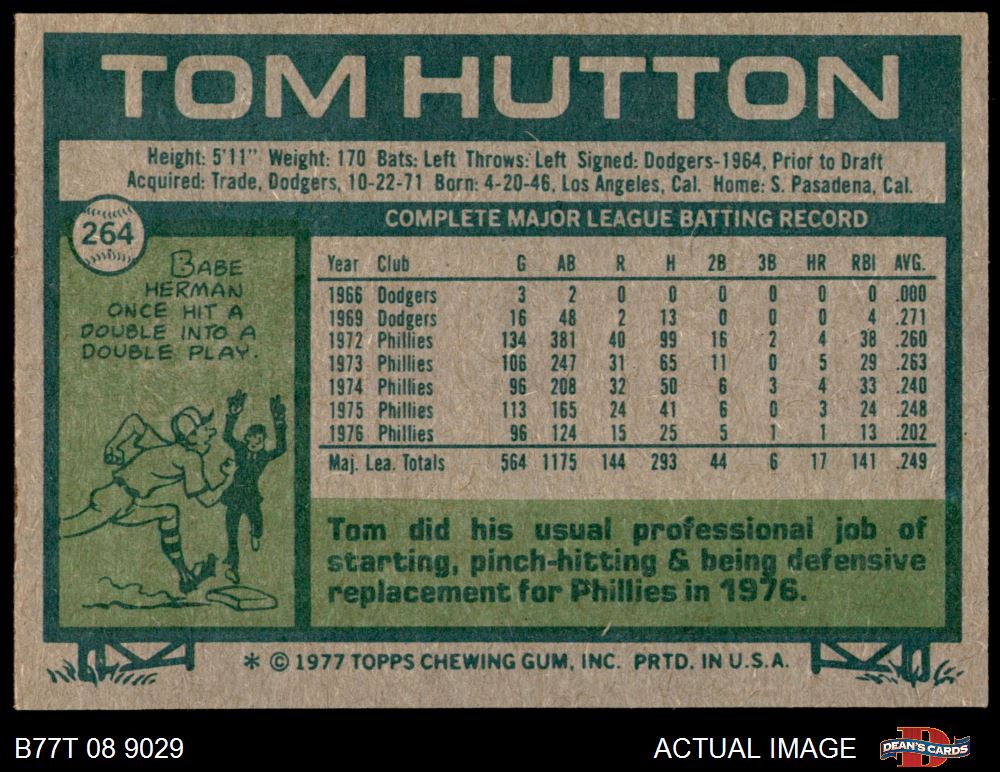 TOM HUTTON
Height: 5'11" Weight: 170 Bats: Left Throws: Left Signed: Dodgers-1964, Prior to Draft
Acquired: Trade, Dodgers, 10-22-71 Born: 4-20-46, Los Angeles, Cal. Home: S. Pasadena, Cal.
264
BABE
HERMAN
ONCE HIT A
DOUBLE INTO A
DOUBLE PLAY.
COMPLETE MAJOR LEAGUE BATTING RECORD
Year Club G AB R H 2B 3B HR RBI AVG.
1966 Dodgers 3 2 0 0 0 0 0 0 .000
1969 Dodgers 16 48 2 13 0 0 0 4 .271
1972 Phillies 134 381 40 99 16 2 4 38 .260
1973 Phillies 106 247 31 65 11 0 5 29 .263
1974 Phillies 96 208 32 50 6 3 4 33 .240
1975 Phillies 113 165 24 41 6 0 3 24 .248
1976 Phillies 96 124 15 25 5 1 1 13 .202
Maj. Lea. Totals 564 1175 144 293 44 6 17 141 .249
Tom did his usual professional job of
starting, pinch-hitting & being defensive
replacement for Phillies in 1976.
* © 1977 TOPPS CHEWING GUM, INC. PRTD. IN U.S.A.
B77T 08 9029
ACTUAL IMAGE
D
DEAN'S CARDS